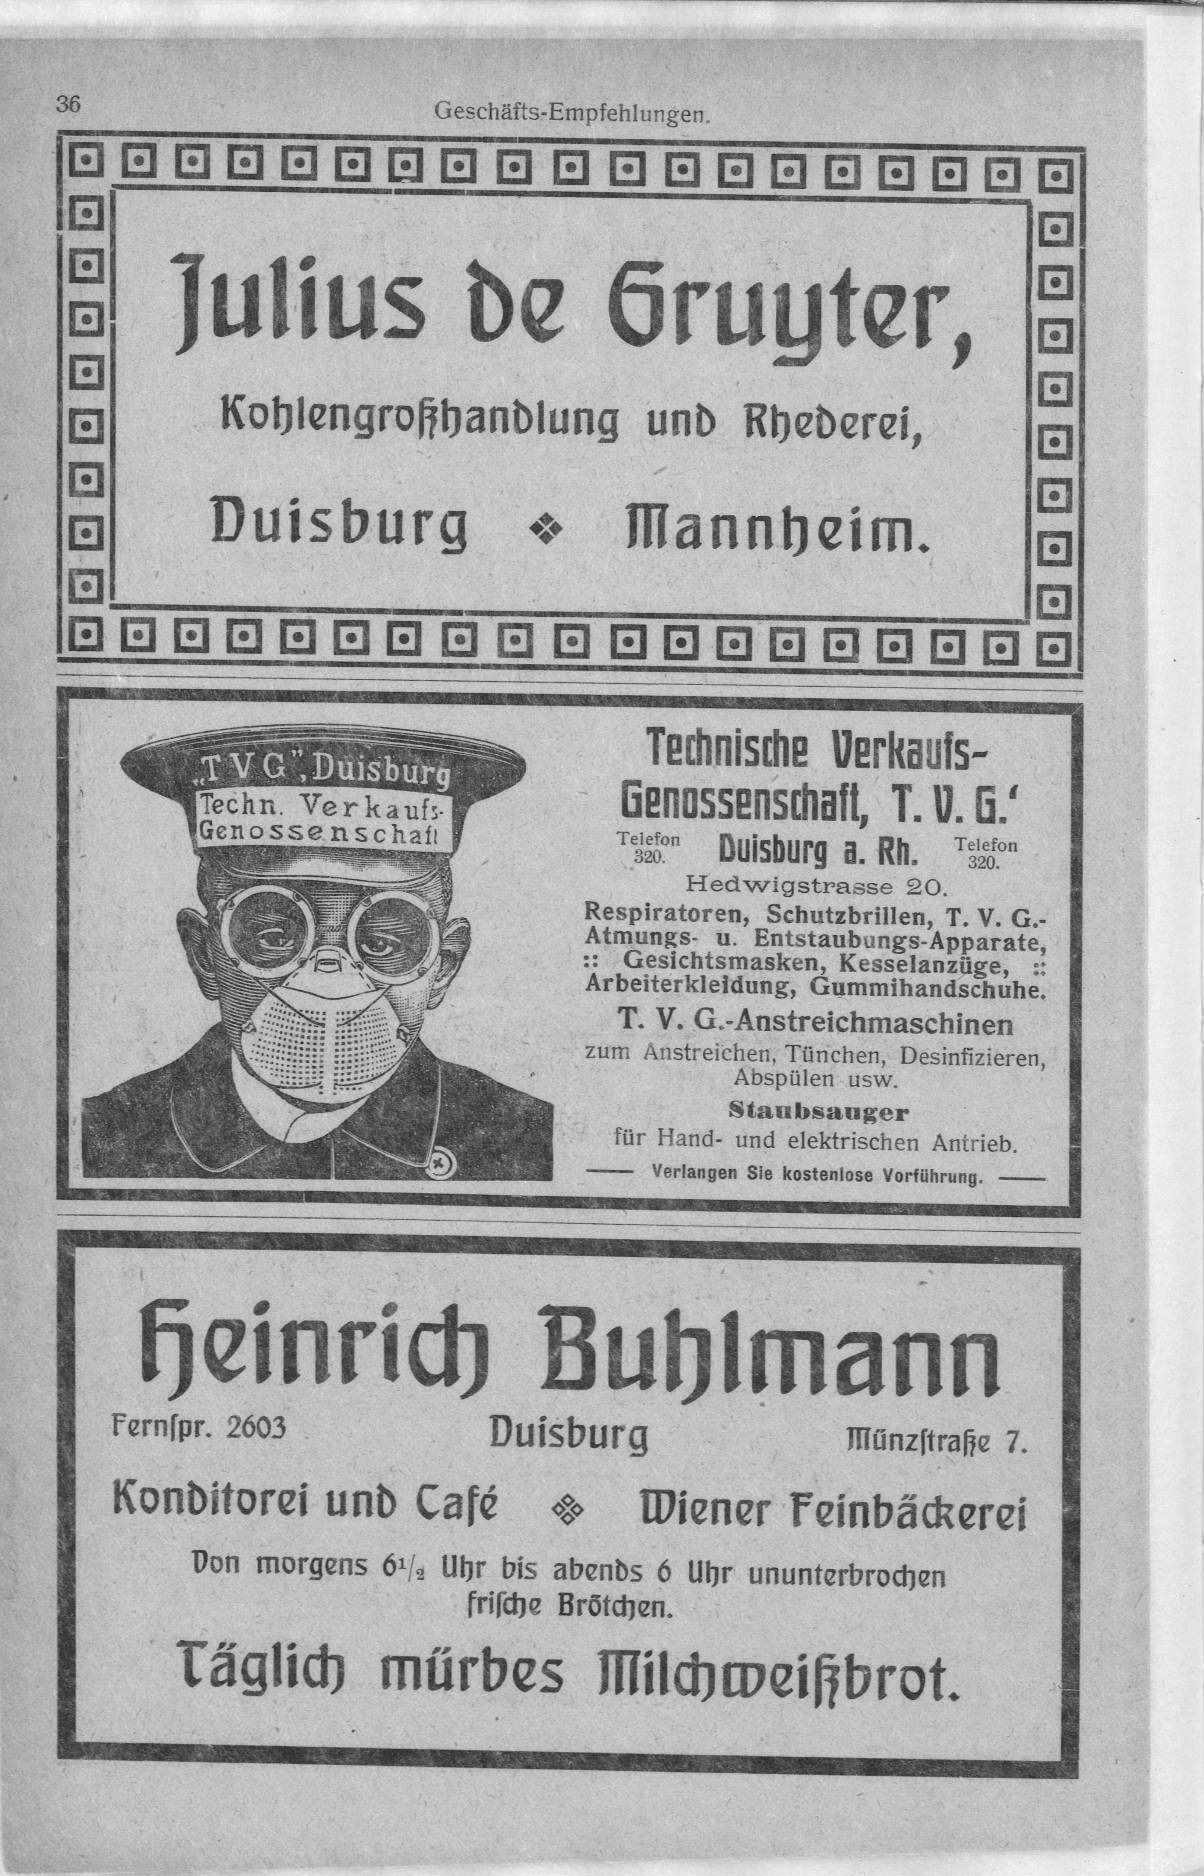 36
Geschäfts-Empfehlungen.
Julius de Gruyter,
Kohlengroßhandlung und Rhederei,
Duisburg ❖ Mannheim.
„TVG”, Duisburg
Techn. Verkaufs-
Genossenschaft
Technische Verkaufs-
Genossenschaft, T. V. G.‘
Telefon 320. Duisburg a. Rh. Telefon 320.
Hedwigstrasse 20.
Respiratoren, Schutzbrillen, T. V. G.-
Atmungs- u. Entstaubungs-Apparate,
:: Gesichtsmasken, Kesselanzüge, ::
Arbeiterkleidung, Gummihandschuhe.
T. V. G.-Anstreichmaschinen
zum Anstreichen, Tünchen, Desinfizieren,
Abspülen usw.
Staubsauger
für Hand- und elektrischen Antrieb.
Verlangen Sie kostenlose Vorführung.
Heinrich Buhlmann
Fernſpr. 2603 Duisburg Münzſtraße 7.
Konditorei und Café ❖ Wiener Feinbäckerei
Von morgens 6½ Uhr bis abends 6 Uhr ununterbrochen
friſche Brötchen.
Täglich mürbes Milchweißbrot.